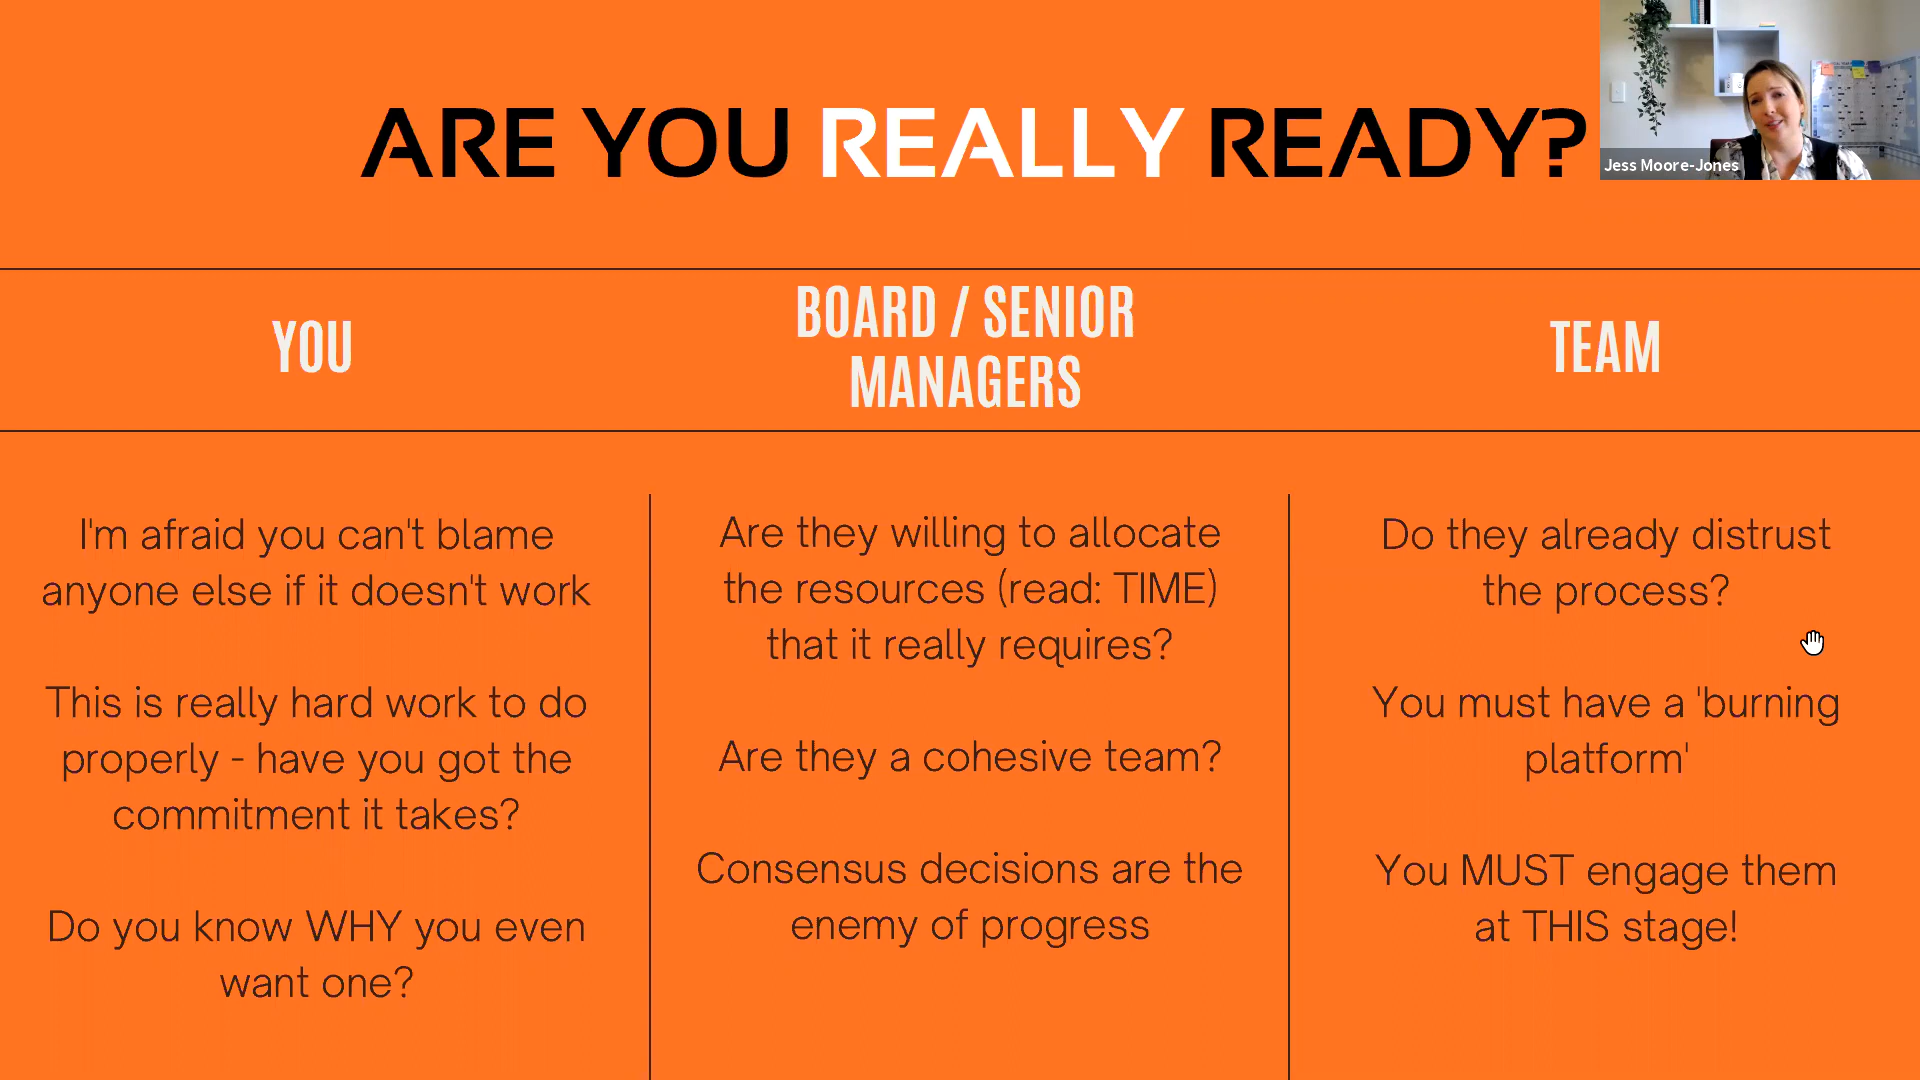 ARE YOU REALLY READY?
Jess Moore-Jones
YOU
BOARD / SENIOR
MANAGERS
TEAM
I'm afraid you can't blame
anyone else if it doesn't work
This is really hard work to do
properly - have you got the
commitment it takes?
Do you know WHY you even
want one?
Are they willing to allocate
the resources (read: TIME)
that it really requires?
Are they a cohesive team?
Consensus decisions are the
enemy of progress
Do they already distrust
the process?
You must have a 'burning
platform'
You MUST engage them
at THIS stage!